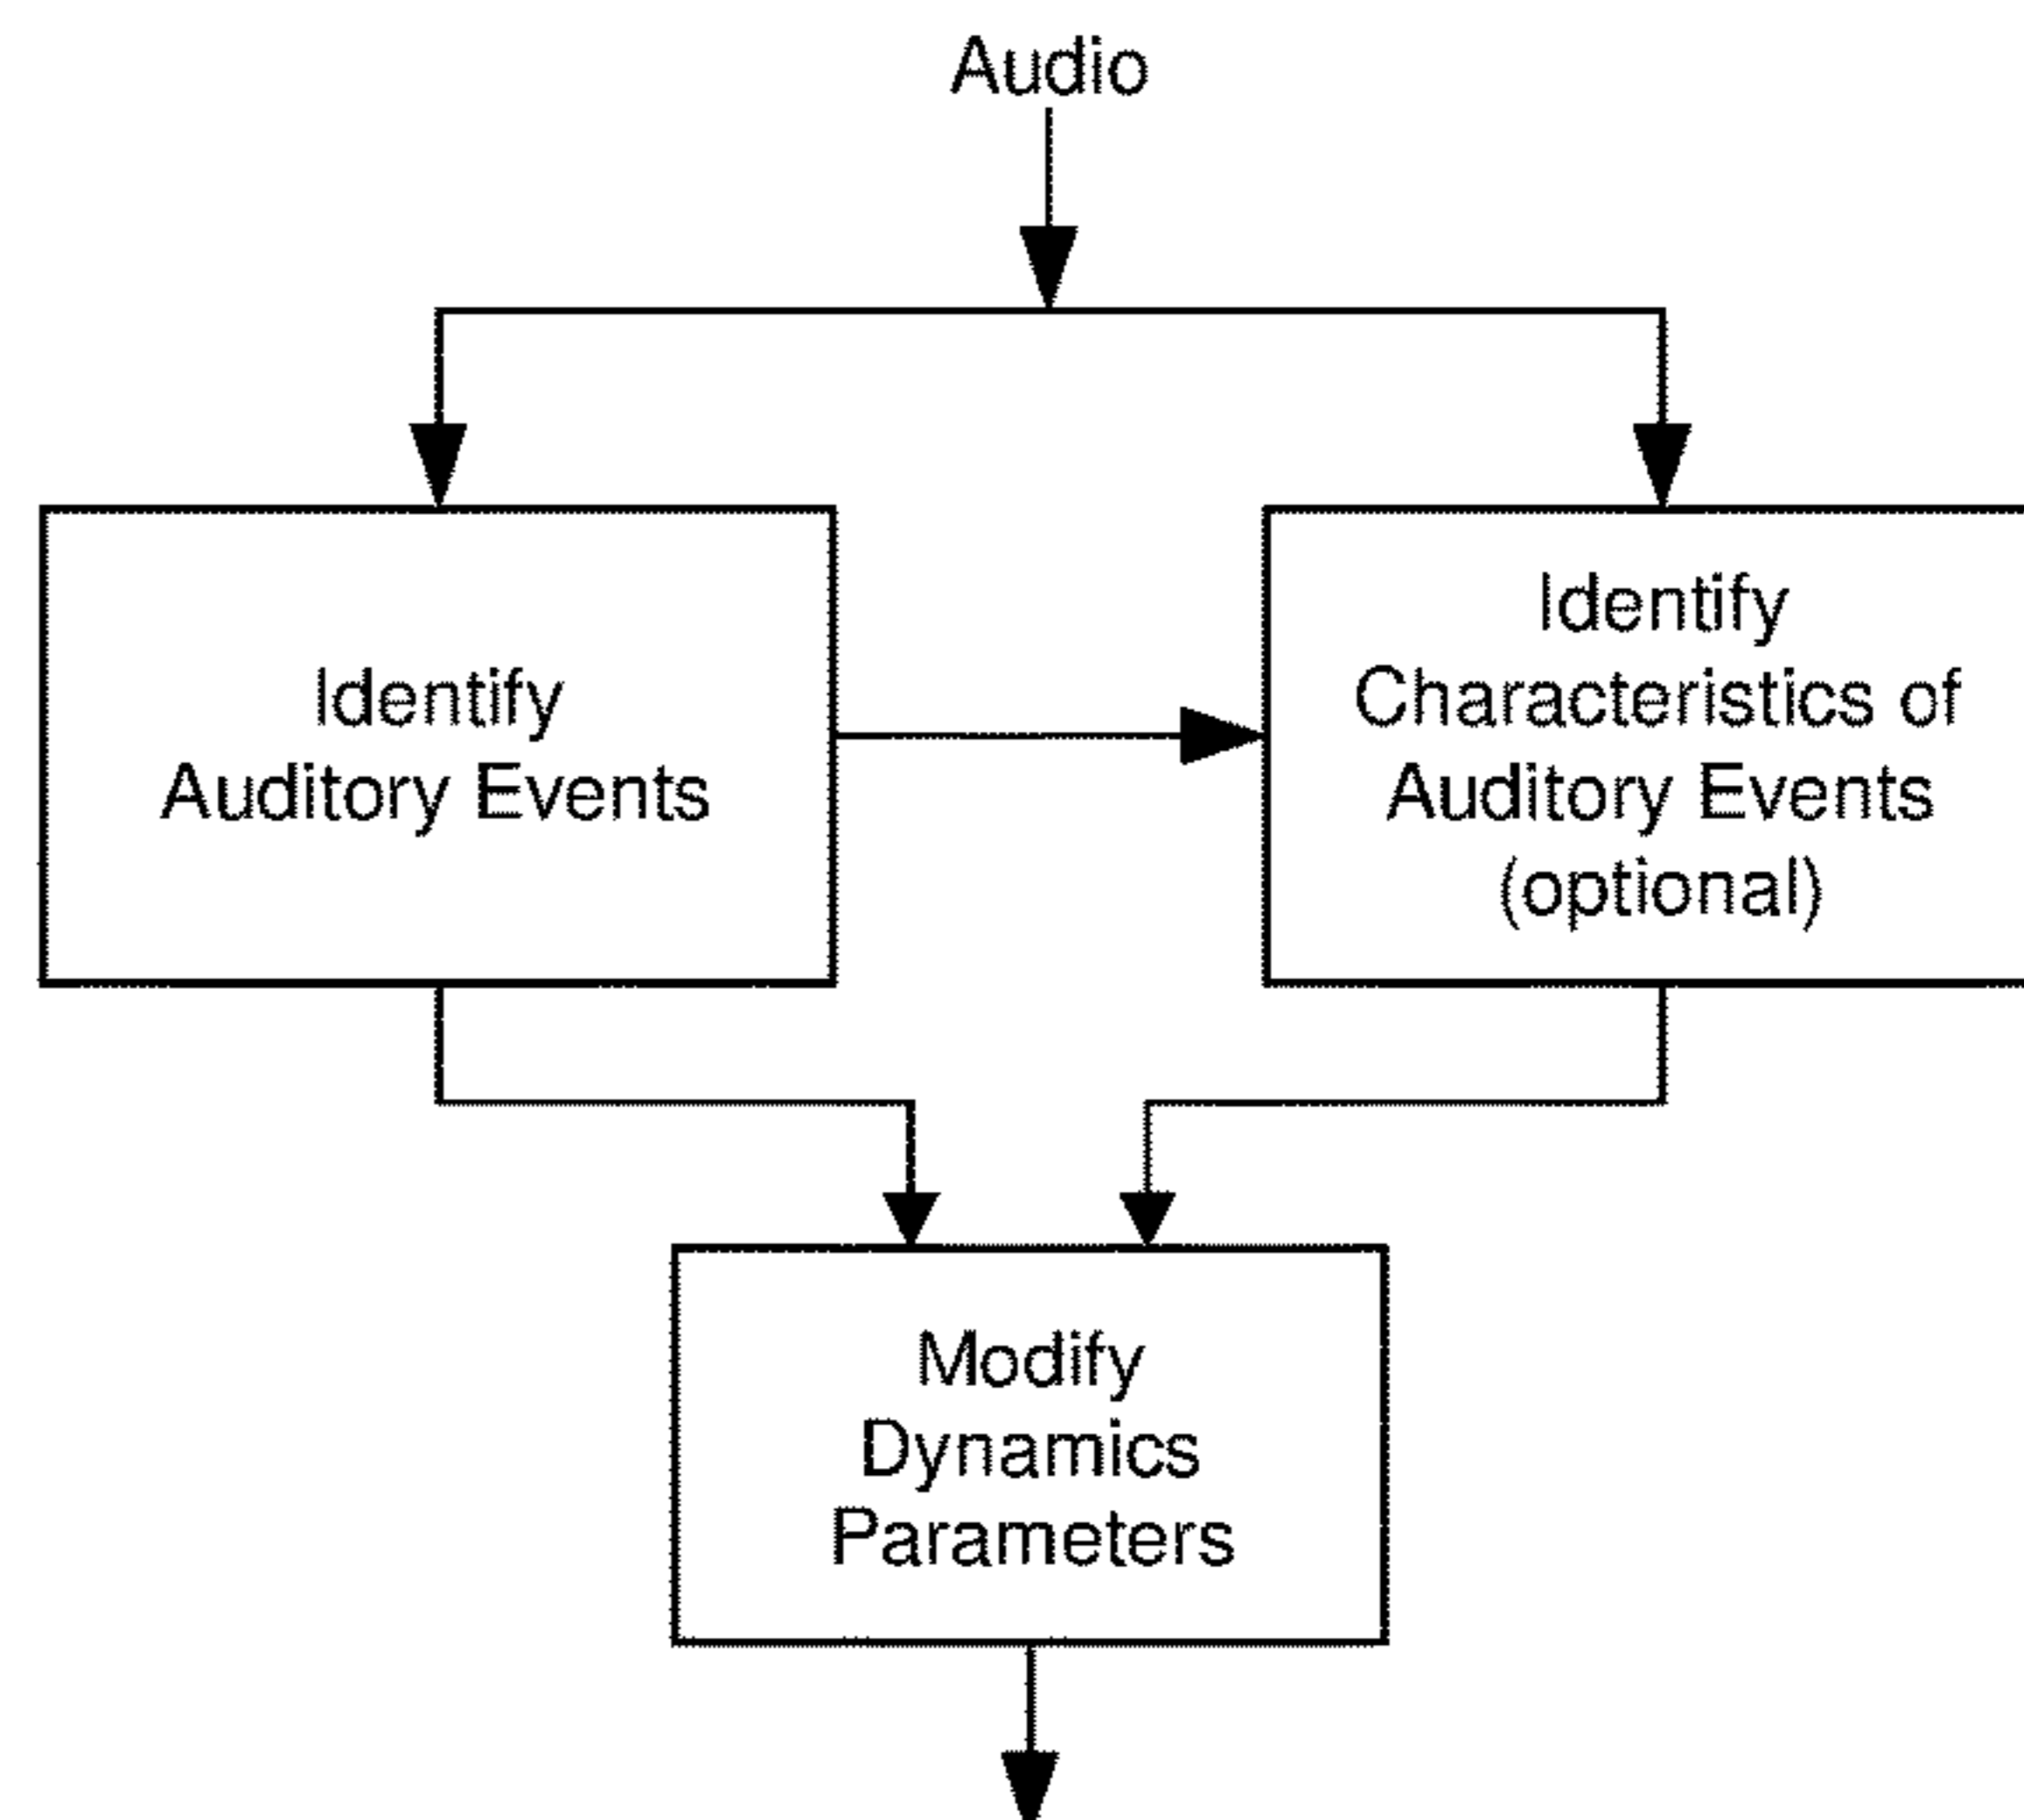 Audio
Identify
Auditory Events
Identify
Characteristics of
Auditory Events
(optional)
Modify
Dynamics
Parameters